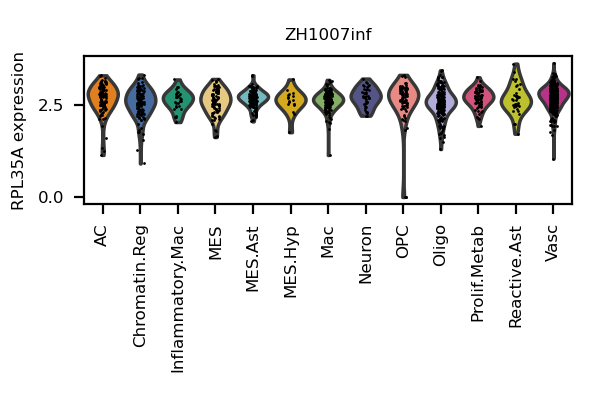 ZH1007inf
RPL35A expression
2.5
0.0
AC
Chromatin.Reg
Inflammatory.Mac
MES
MES.Ast
MES.Hyp
Mac
Neuron
OPC
Oligo
Prolif.Metab
Reactive.Ast
Vasc